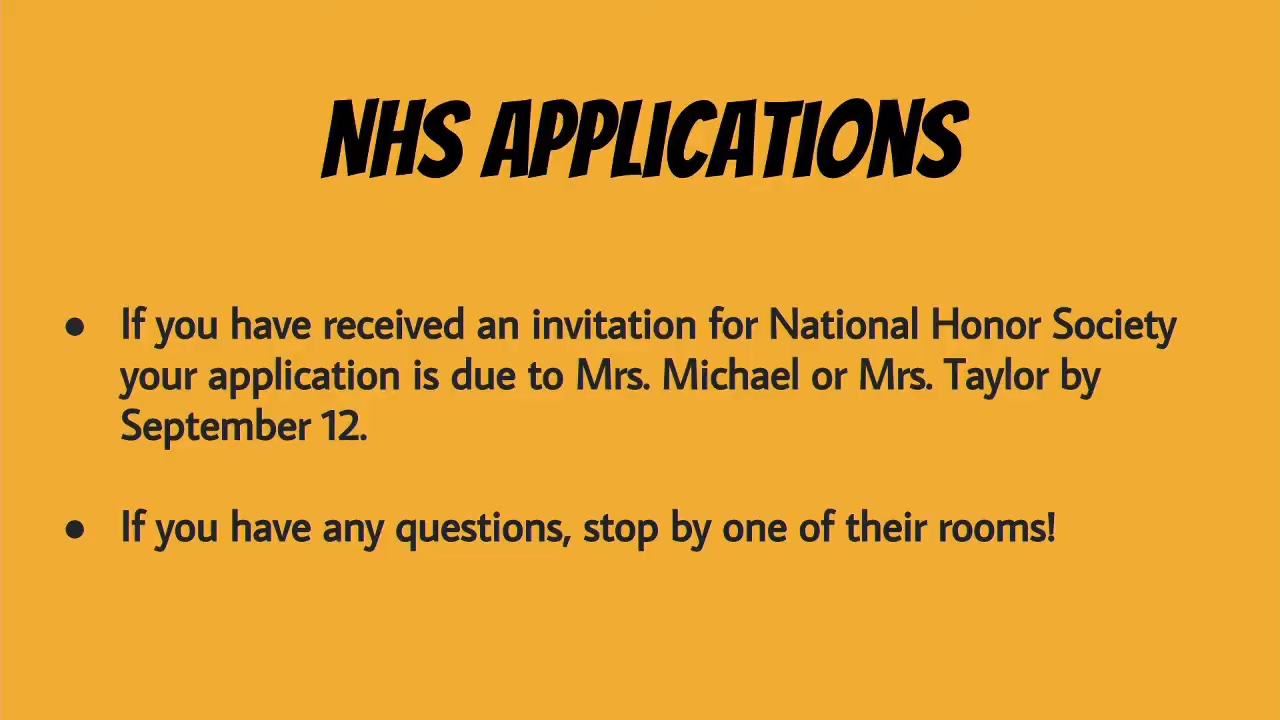 NHS APPLICATIONS
● If you have received an invitation for National Honor Society
your application is due to Mrs. Michael or Mrs. Taylor by
September 12.
● If you have any questions, stop by one of their rooms!